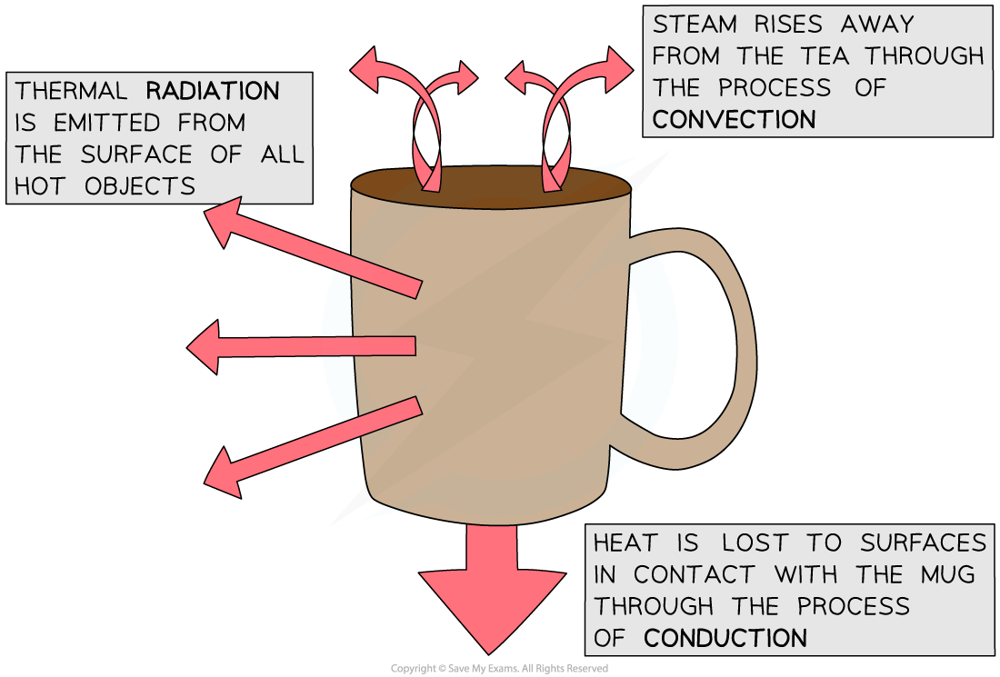 THERMAL RADIATION
IS EMITTED FROM
THE SURFACE OF ALL
HOT OBJECTS
STEAM RISES AWAY
FROM THE TEA THROUGH
THE PROCESS OF
CONVECTION
HEAT IS LOST TO SURFACES
IN CONTACT WITH THE MUG
THROUGH THE PROCESS
OF CONDUCTION
Copyright © Save My Exams. All Rights Reserved